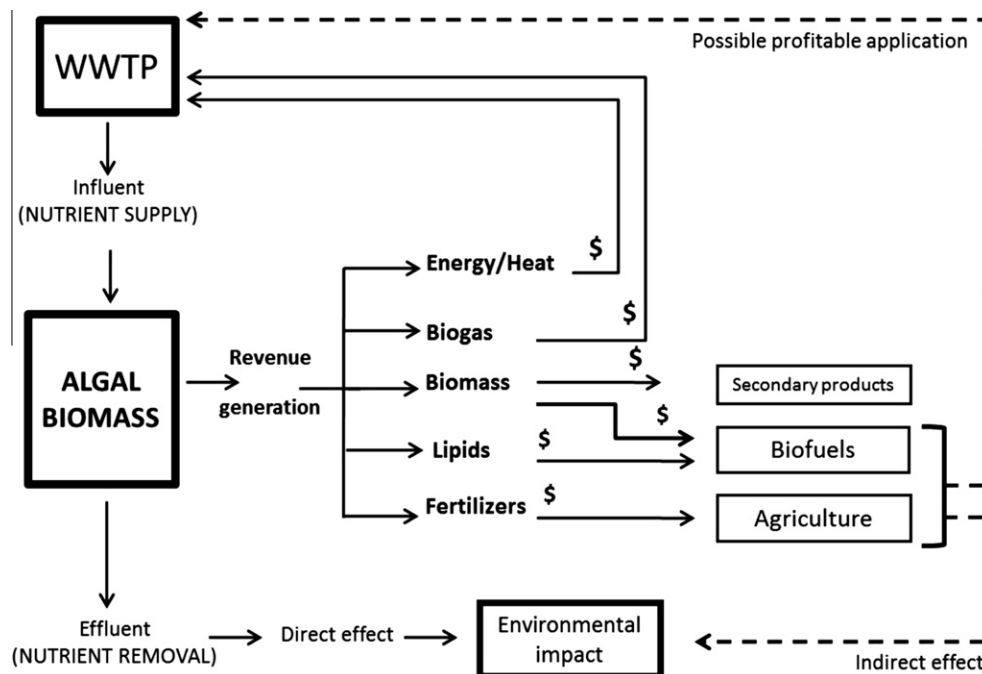 WWTP
Possible profitable application
Influent
(NUTRIENT SUPPLY)
$
Energy/Heat
$
Biogas
ALGAL
BIOMASS
Revenue
generation
$
Biomass
Secondary products
$
Biofuels
Lipids
$
Fertilizers
$
Agriculture
Effluent
(NUTRIENT REMOVAL)
Direct effect
Environmental
impact
Indirect effect